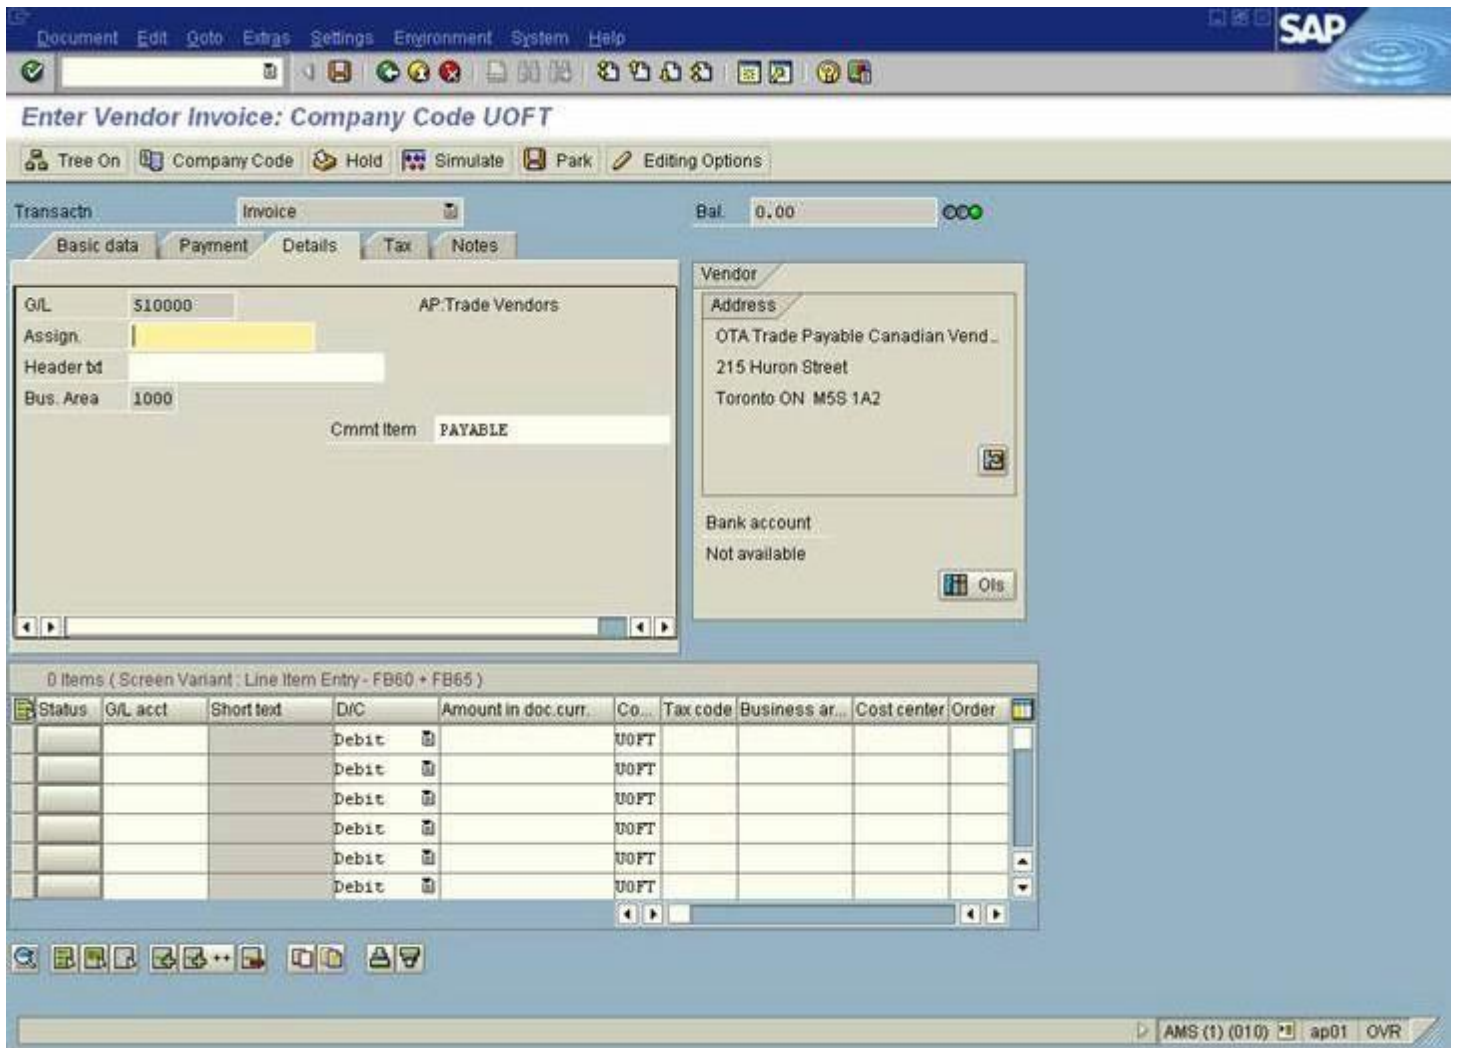 Document Edit Goto Extras Settings Environment System Help
SAP
Enter Vendor Invoice: Company Code UOFT
Tree On Company Code Hold Simulate Park Editing Options
Transactn Invoice Bal. 0.00
Basic data Payment Details Tax Notes
G/L 510000 AP:Trade Vendors
Assign.
Header txt
Bus. Area 1000
Cmmt Item PAYABLE
Vendor
Address
OTA Trade Payable Canadian Vend...
215 Huron Street
Toronto ON M5S 1A2
Bank account
Not available
OIs
0 Items ( Screen Variant : Line Item Entry - FB60 + FB65 )
Status G/L acct Short text D/C Amount in doc.curr. Co... Tax code Business ar... Cost center Order
Debit UOFT
Debit UOFT
Debit UOFT
Debit UOFT
Debit UOFT
Debit UOFT
AMS (1) (010) ap01 OVR